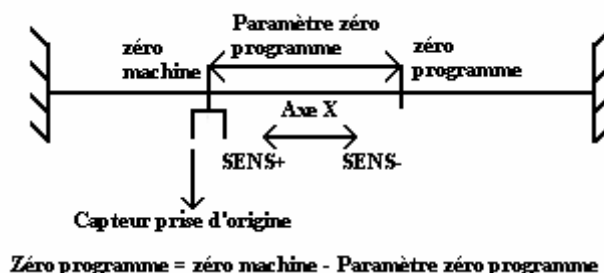 Paramètre zéro
programme
zéro
machine
zéro
programme
Axe X
SENS+
SENS-
Capteur prise d'origine
Zéro programme = zéro machine - Paramètre zéro programme